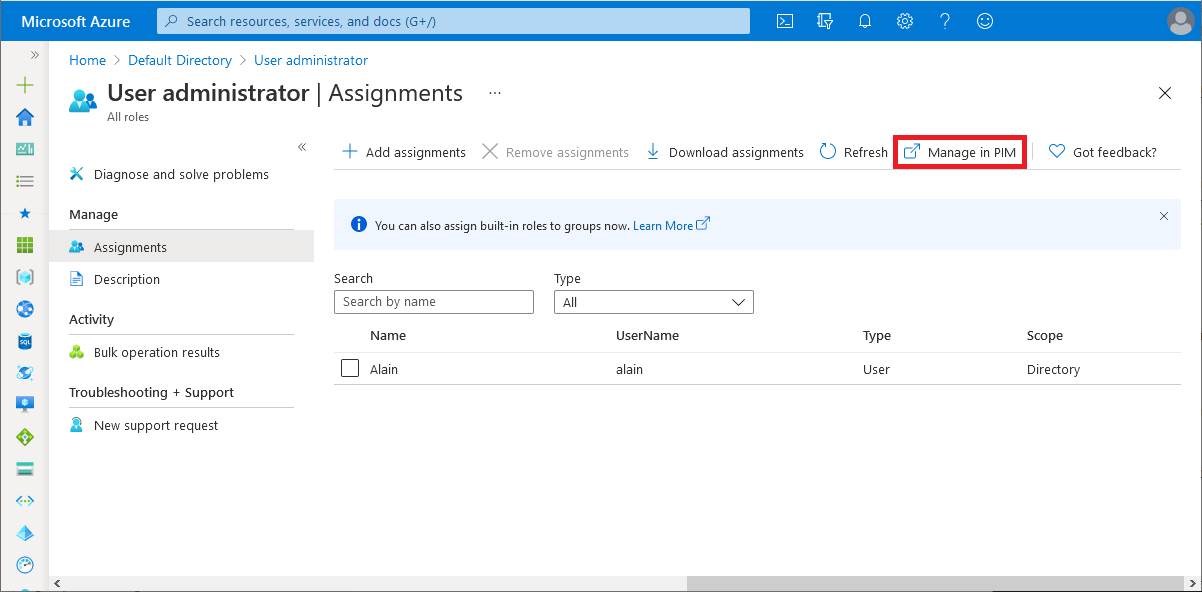 Microsoft Azure
Search resources, services, and docs (G+/)
Home > Default Directory > User administrator
User administrator | Assignments ...
All roles
Diagnose and solve problems
Manage
Assignments
Description
Activity
Bulk operation results
Troubleshooting + Support
New support request
Add assignments Remove assignments Download assignments Refresh Manage in PIM Got feedback?
You can also assign built-in roles to groups now. Learn More
Search Type
Search by name All
Name UserName Type Scope
Alain alain User Directory
SQL